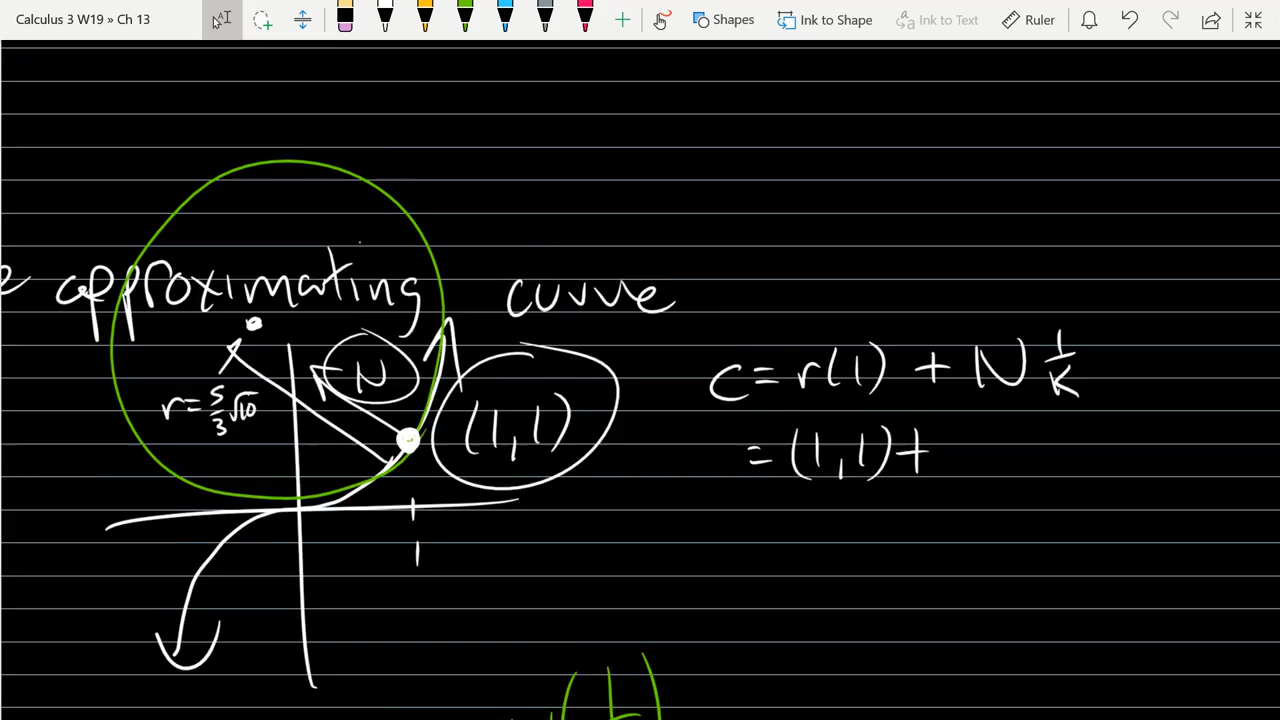 Calculus 3 W19 » Ch 13
Shapes
Ink to Shape
Ink to Text
Ruler
approximating curve
N
r = 5/3 √10
(1,1)
1
C = r(1) + N 1/K
= (1,1) +